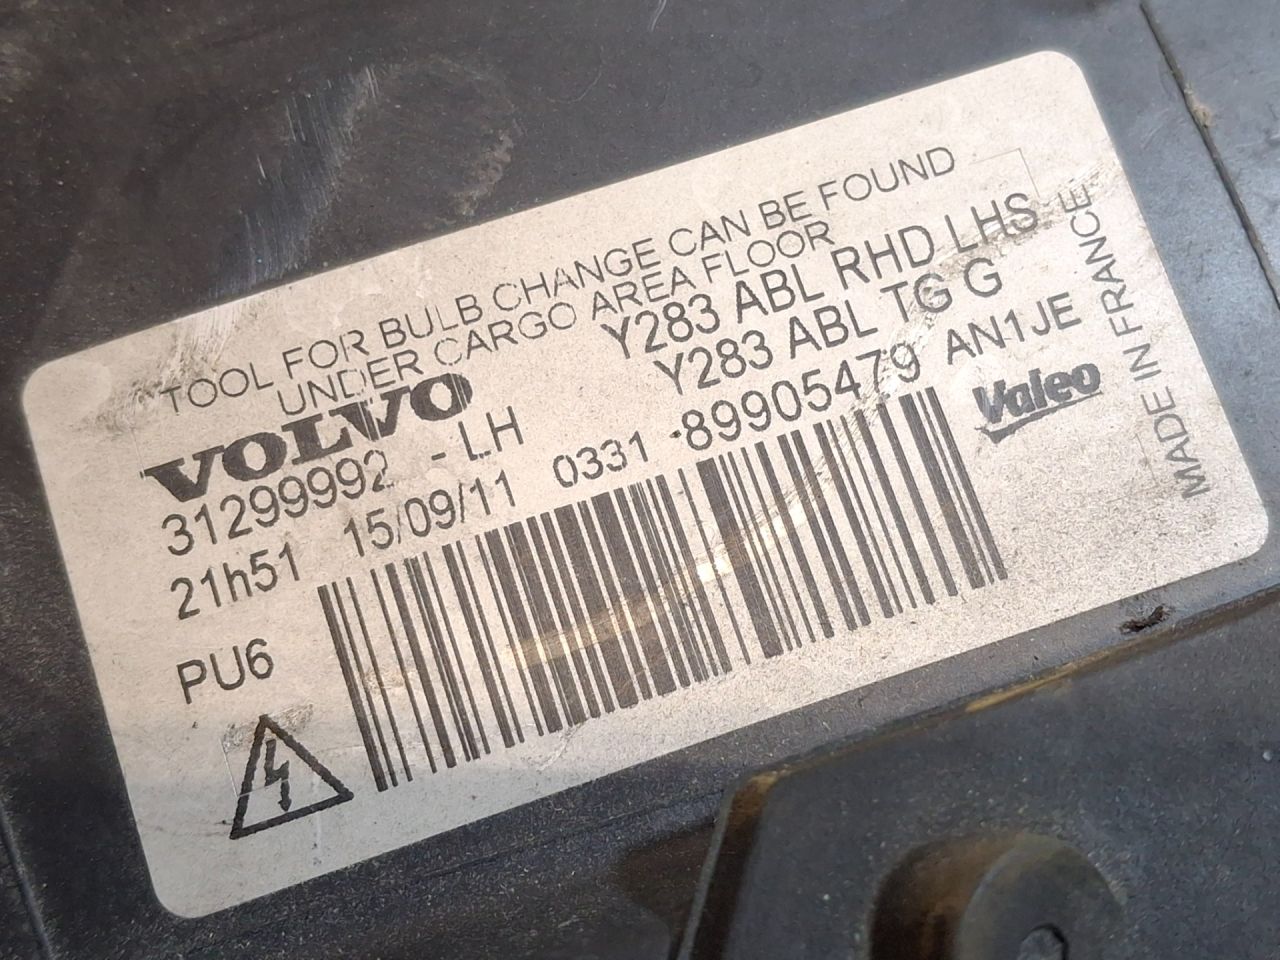 TOOL FOR BULB CHANGE CAN BE FOUND
UNDER CARGO AREA FLOOR
VOLVO
Y283 ABL RHD LHS
31299992 -LH
Y283 ABL TG G
21h51 15/09/11 0331 89905479 AN1JE
Valeo
MADE IN FRANCE
PU6